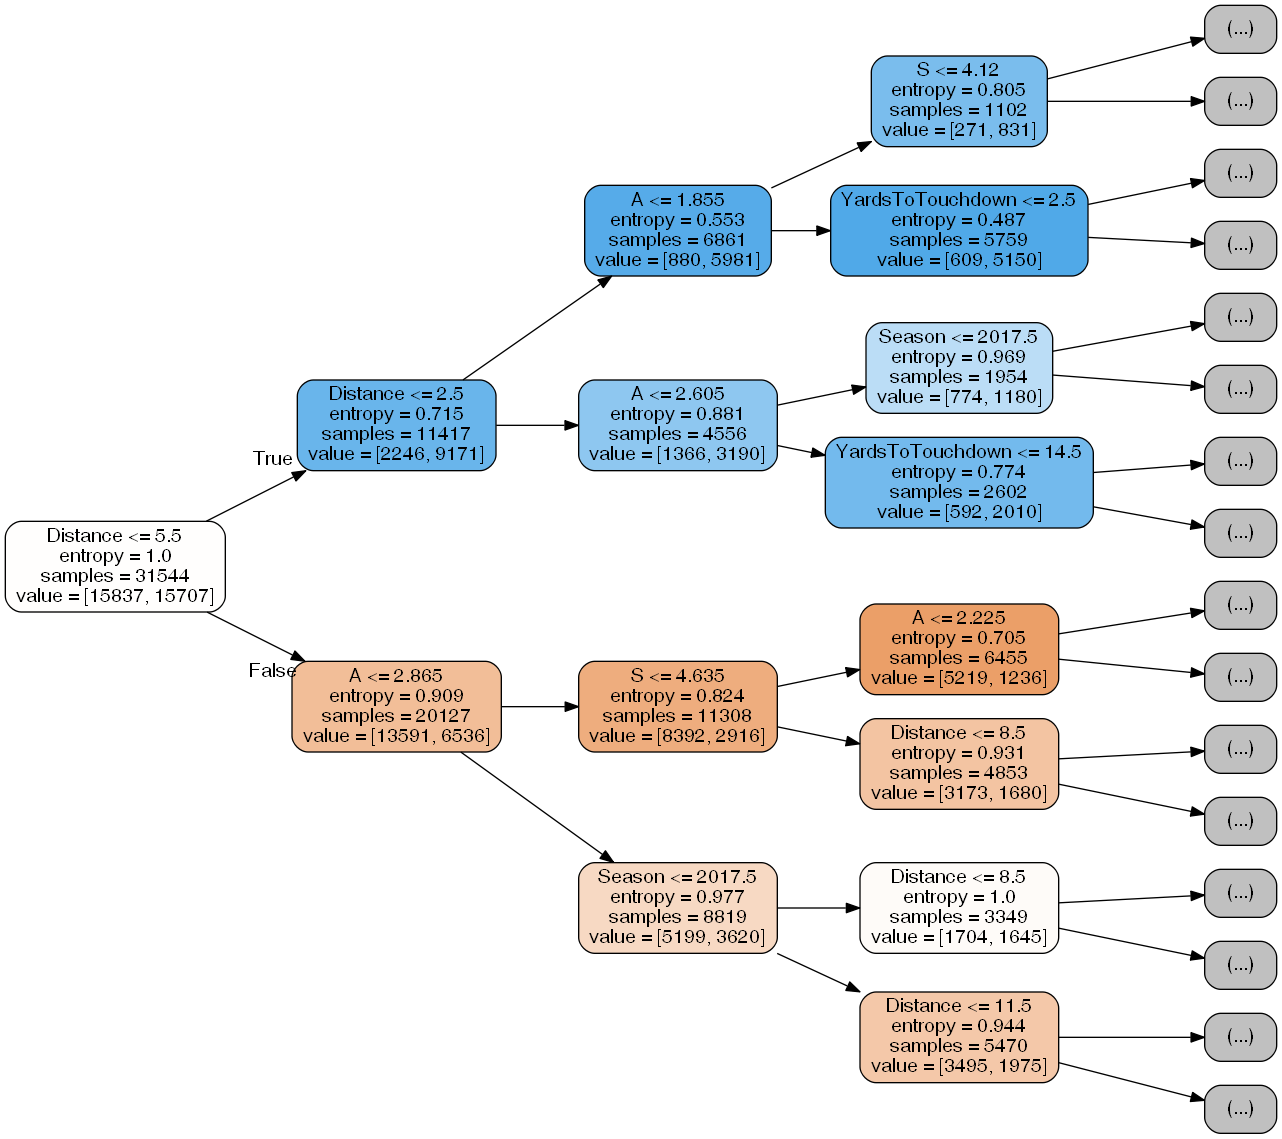 (...)
S <= 4.12
entropy = 0.805
samples = 1102
value = [271, 831]
(...)
(...)
A <= 1.855
entropy = 0.553
samples = 6861
value = [880, 5981]
YardsToTouchdown <= 2.5
entropy = 0.487
samples = 5759
value = [609, 5150]
(...)
(...)
Season <= 2017.5
entropy = 0.969
samples = 1954
value = [774, 1180]
(...)
Distance <= 2.5
entropy = 0.715
samples = 11417
value = [2246, 9171]
A <= 2.605
entropy = 0.881
samples = 4556
value = [1366, 3190]
(...)
True
YardsToTouchdown <= 14.5
entropy = 0.774
samples = 2602
value = [592, 2010]
(...)
Distance <= 5.5
entropy = 1.0
samples = 31544
value = [15837, 15707]
(...)
A <= 2.225
entropy = 0.705
samples = 6455
value = [5219, 1236]
(...)
False
A <= 2.865
entropy = 0.909
samples = 20127
value = [13591, 6536]
S <= 4.635
entropy = 0.824
samples = 11308
value = [8392, 2916]
Distance <= 8.5
entropy = 0.931
samples = 4853
value = [3173, 1680]
(...)
(...)
Season <= 2017.5
entropy = 0.977
samples = 8819
value = [5199, 3620]
Distance <= 8.5
entropy = 1.0
samples = 3349
value = [1704, 1645]
(...)
(...)
Distance <= 11.5
entropy = 0.944
samples = 5470
value = [3495, 1975]
(...)
(...)